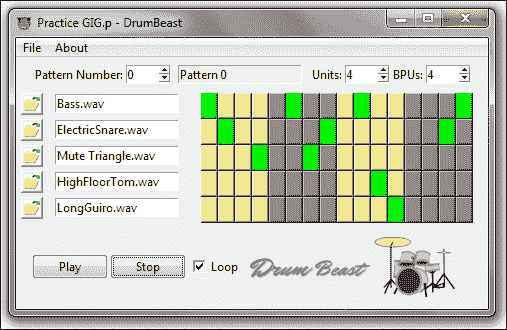 Practice GIG.p - DrumBeast
File About
Pattern Number: 0 Pattern 0 Units: 4 BPUs: 4
Bass.wav
ElectricSnare.wav
Mute Triangle.wav
HighFloorTom.wav
LongGuiro.wav
Play Stop Loop Drum Beast